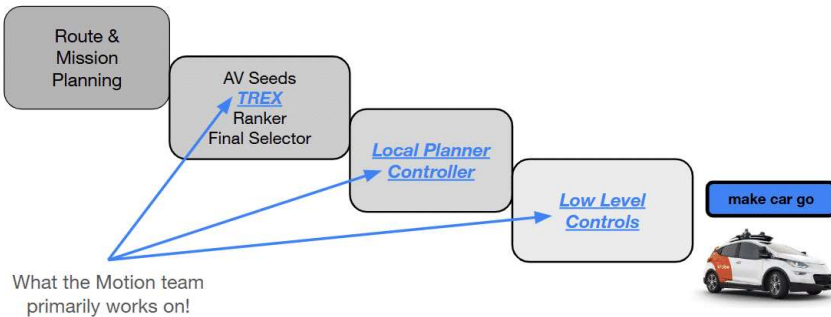 Route &
Mission
Planning
AV Seeds
TREX
Ranker
Final Selector
Local Planner
Controller
Low Level
Controls
make car go
What the Motion team
primarily works on!